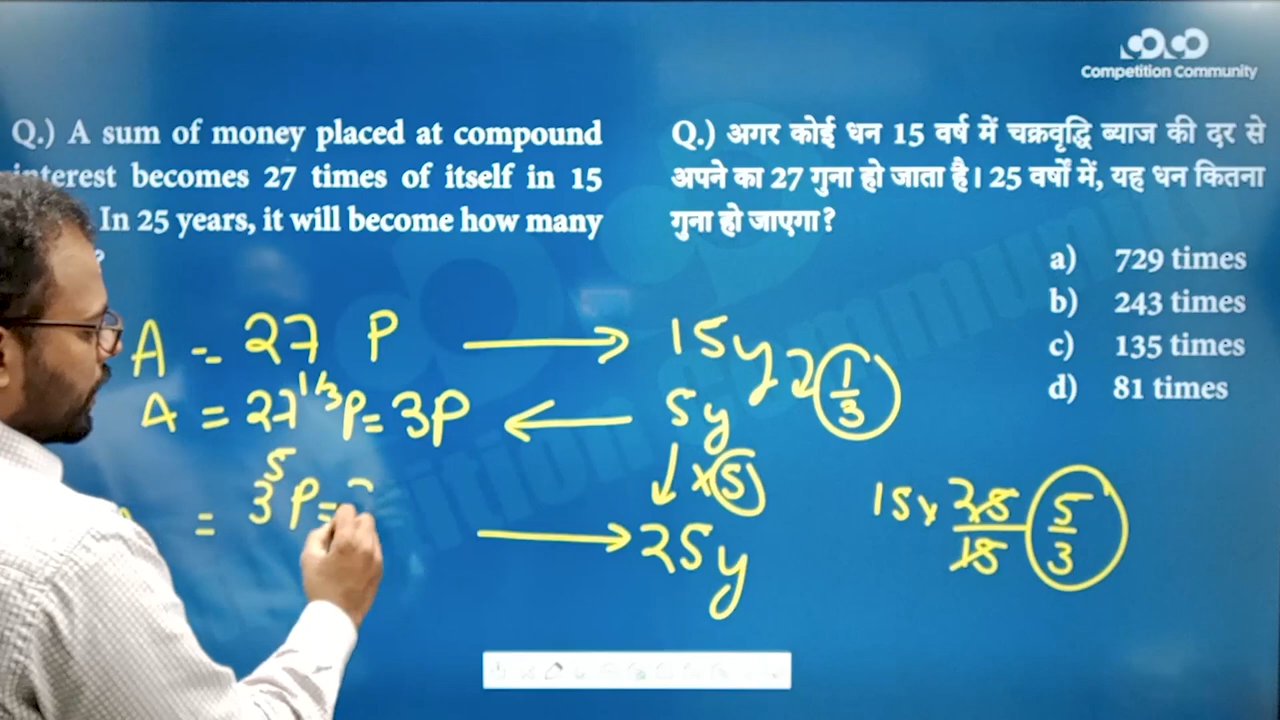 Competition Community
Q.) A sum of money placed at compound
interest becomes 27 times of itself in 15
In 25 years, it will become how many
?
Q.) अगर कोई धन 15 वर्ष में चक्रवृद्धि ब्याज की दर से
अपने का 27 गुना हो जाता है। 25 वर्षों में, यह धन कितना
गुना हो जाएगा?
a) 729 times
b) 243 times
c) 135 times
d) 81 times
A = 27 P → 15y
1/3
A = 27^1/3 P = 3P ← 5y
↓ ×5
= 3^5 P = → 25y
15 × 25/15 5/3